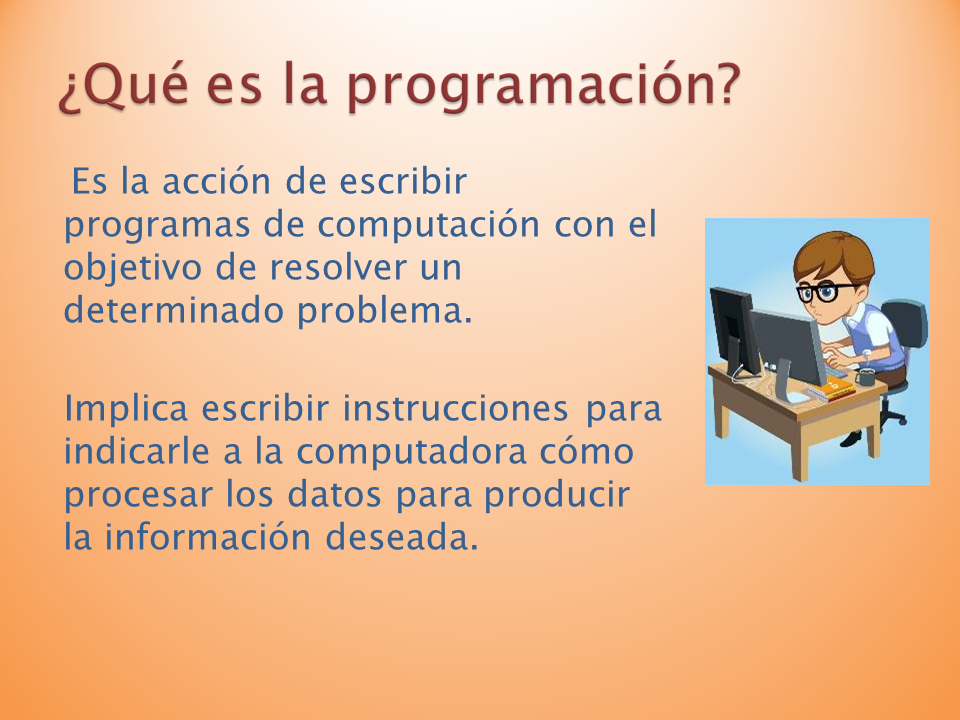 ¿Qué es la programación?
Es la acción de escribir
programas de computación con el
objetivo de resolver un
determinado problema.
Implica escribir instrucciones para
indicarle a la computadora cómo
procesar los datos para producir
la información deseada.